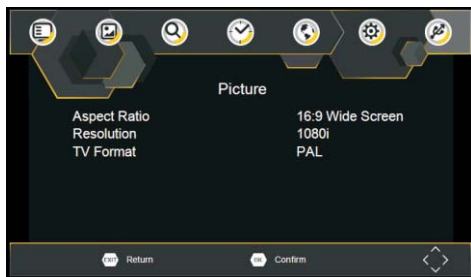 Picture
Aspect Ratio 16:9 Wide Screen
Resolution 1080i
TV Format PAL
EXIT Return OK Confirm